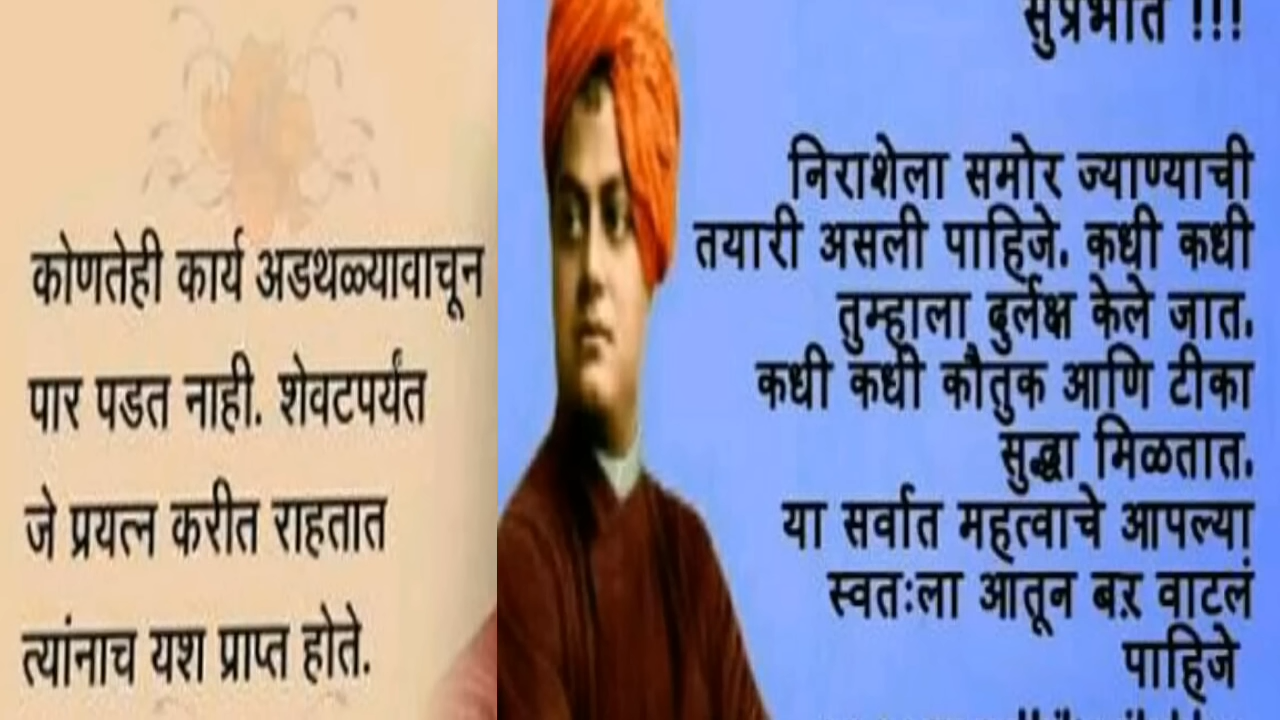 कोणतेही कार्य अडथळ्यावाचून
पार पडत नाही. शेवटपर्यंत
जे प्रयत्न करीत राहतात
त्यांनाच यश प्राप्त होते.
सुप्रभात !!!
निराशेला समोर ज्याण्याची
तयारी असली पाहिजे. कधी कधी
तुम्हाला दुर्लक्ष केले जात.
कधी कधी कौतुक आणि टीका
सुद्धा मिळतात.
या सर्वात महत्वाचे आपल्या
स्वतःला आतून बऱ वाटलं
पाहिजे